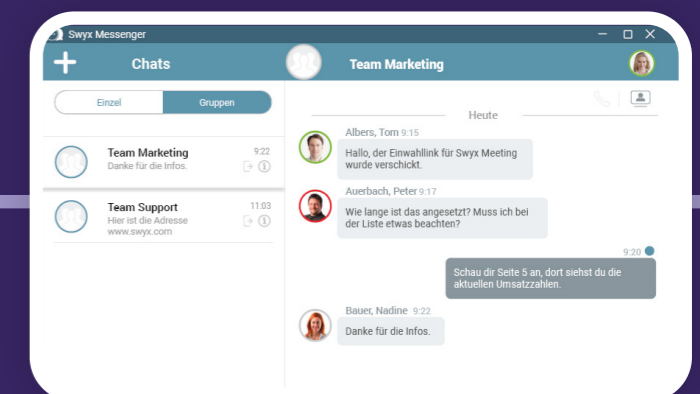 Swyx Messenger
Chats
Team Marketing
Einzel
Gruppen
Team Marketing
9:22
Danke für die Infos.
Team Support
11:03
Hier ist die Adresse
www.swyx.com
Heute
Albers, Tom 9:15
Hallo, der Einwahllink für Swyx Meeting
wurde verschickt.
Auerbach, Peter 9:17
Wie lange ist das angesetzt? Muss ich bei
der Liste etwas beachten?
9:20
Schau dir Seite 5 an, dort siehst du die
aktuellen Umsatzzahlen.
Bauer, Nadine 9:22
Danke für die Infos.